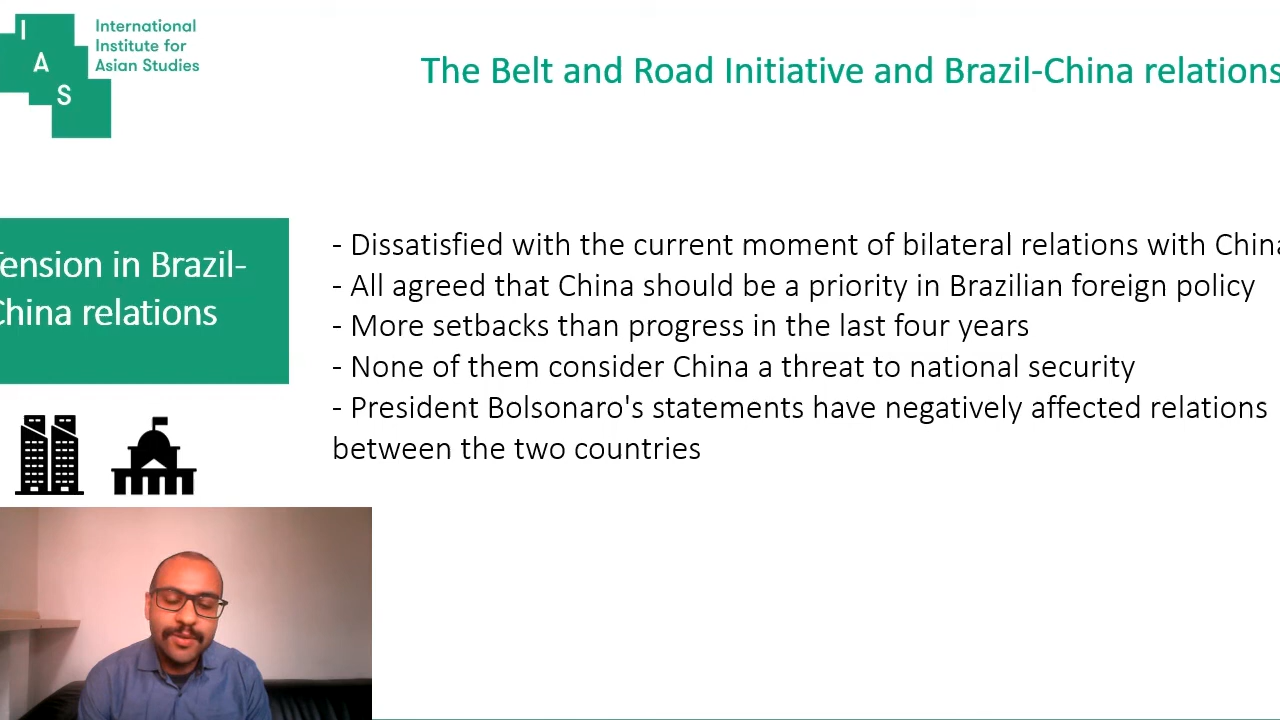 I
A
S
International
Institute for
Asian Studies
The Belt and Road Initiative and Brazil-China relations
Tension in Brazil-
China relations
- Dissatisfied with the current moment of bilateral relations with China
- All agreed that China should be a priority in Brazilian foreign policy
- More setbacks than progress in the last four years
- None of them consider China a threat to national security
- President Bolsonaro's statements have negatively affected relations
between the two countries